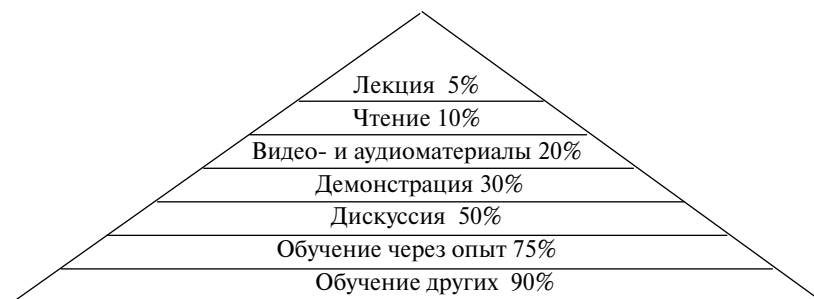 Лекция 5%
Чтение 10%
Видео- и аудиоматериалы 20%
Демонстрация 30%
Дискуссия 50%
Обучение через опыт 75%
Обучение других 90%